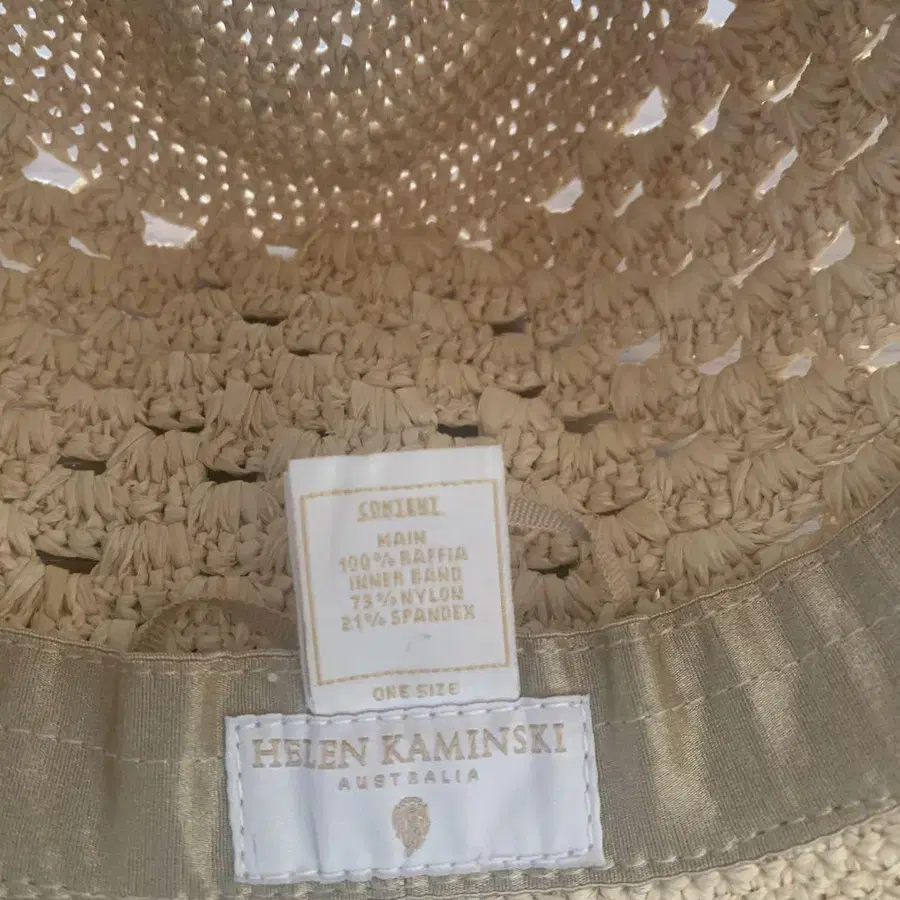 CONTENT
MAIN
100% RAFFIA
INNER BAND
79% NYLON
21% SPANDEX
ONE SIZE
HELEN KAMINSKI
AUSTRALIA